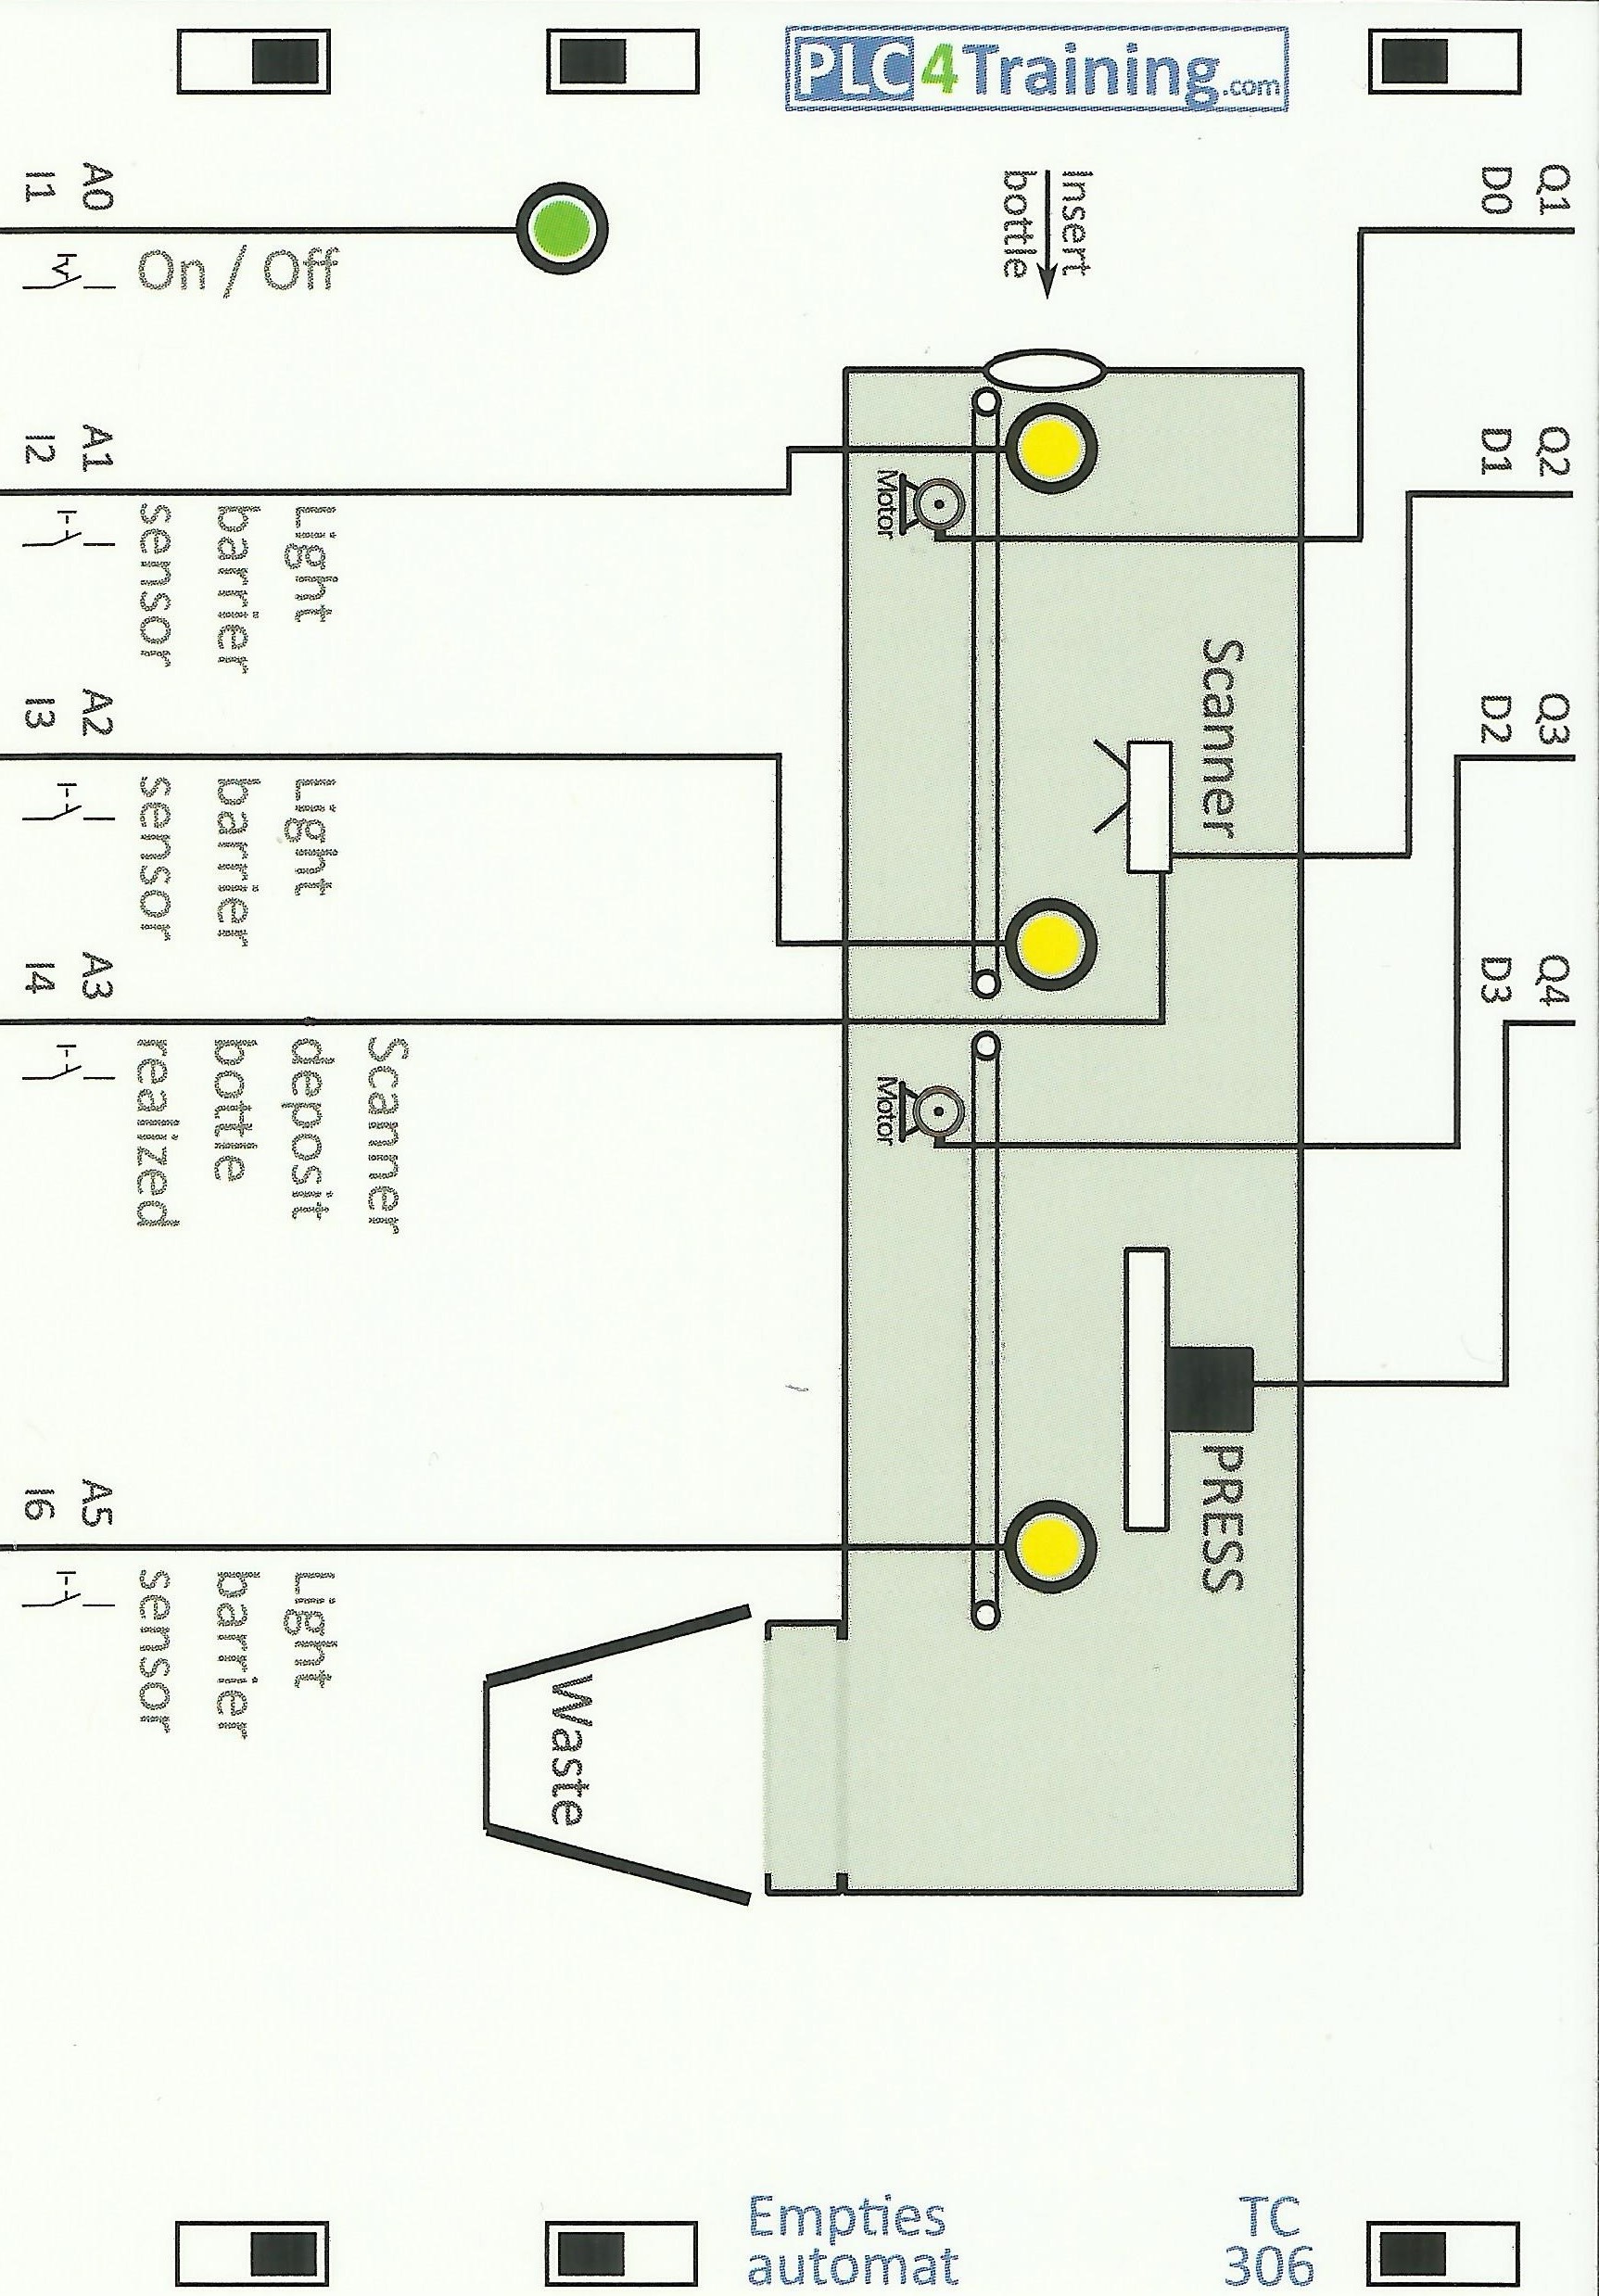 Q1
D0
Q2
D1
Q3
D2
Q4
D3
PLC4Training.com
TC
306
Empties
automat
Scanner
PRESS
Insert
bottle
Motor
Motor
Waste
On / Off
Light
barrier
sensor
Light
barrier
sensor
Scanner
deposit
bottle
realized
Light
barrier
sensor
A0
I1
A1
I2
A2
I3
A3
I4
A5
I6